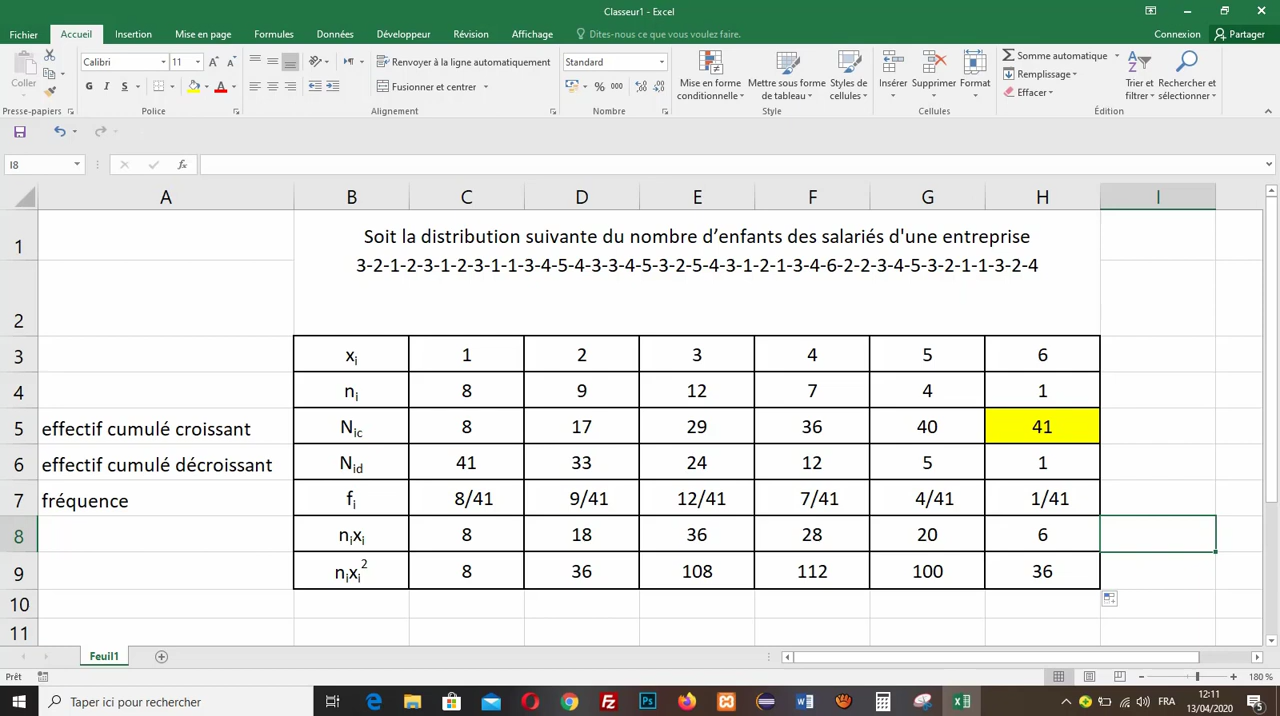 Classeur1 - Excel
Fichier Accueil Insertion Mise en page Formules Données Développeur Révision Affichage Dites-nous ce que vous voulez faire. Connexion Partager
Coller
Calibri 11
G I S A
Renvoyer à la ligne automatiquement
Fusionner et centrer
Standard
% 000
Mise en forme conditionnelle
Mettre sous forme de tableau
Styles de cellules
Insérer Supprimer Format
Somme automatique
Remplissage
Effacer
Trier et filtrer
Rechercher et sélectionner
Presse-papiers Police Alignement Nombre Style Cellules Édition
I8 fx
A B C D E F G H I
1 Soit la distribution suivante du nombre d’enfants des salariés d'une entreprise
3-2-1-2-3-1-2-3-1-1-3-4-5-4-3-3-4-5-3-2-5-4-3-1-2-1-3-4-6-2-2-3-4-5-3-2-1-1-3-2-4
2
3 xi 1 2 3 4 5 6
4 ni 8 9 12 7 4 1
5 effectif cumulé croissant Nic 8 17 29 36 40 41
6 effectif cumulé décroissant Nid 41 33 24 12 5 1
7 fréquence fi 8/41 9/41 12/41 7/41 4/41 1/41
8 nixi 8 18 36 28 20 6
9 nixi2 8 36 108 112 100 36
10
11
Feuil1
Prêt 180 %
Taper ici pour rechercher
FRA
12:11
13/04/2020
5